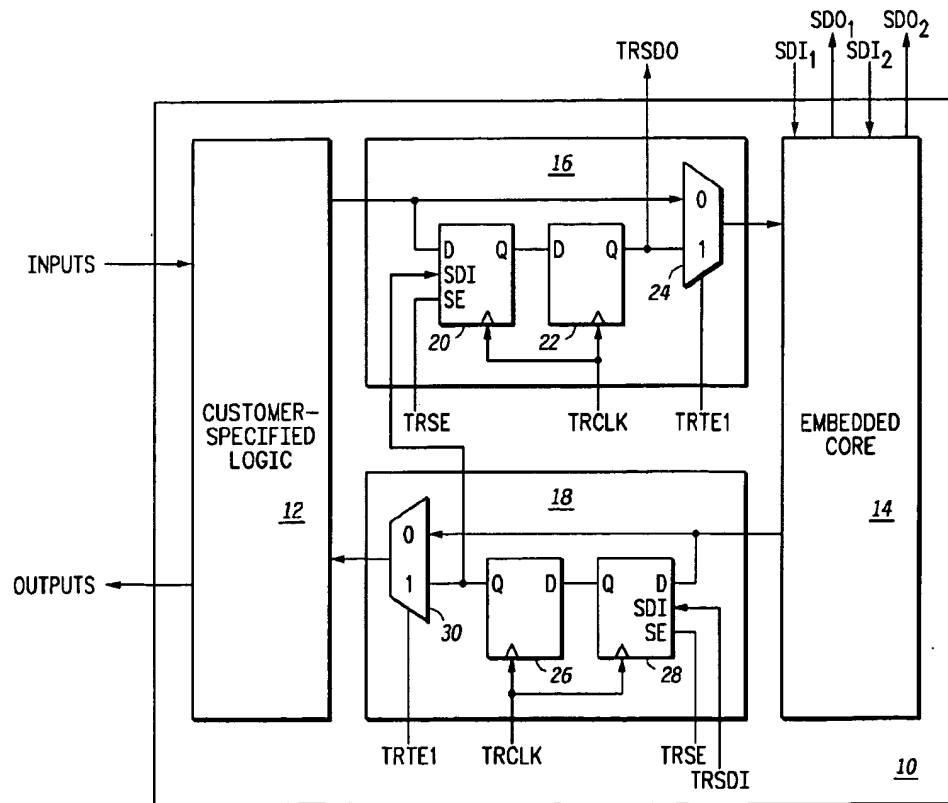 SDO1 SDO2
TRSDO SDI1 SDI2
16
0
D Q D Q 1
INPUTS SDI 24
SE
20 22
TRSE TRCLK TRTE1
CUSTOMER-
SPECIFIED
LOGIC
12
EMBEDDED
CORE
14
18
0
1 Q D Q D
OUTPUTS SDI
30 SE
26 28
TRTE1 TRCLK TRSE
TRSDI
10